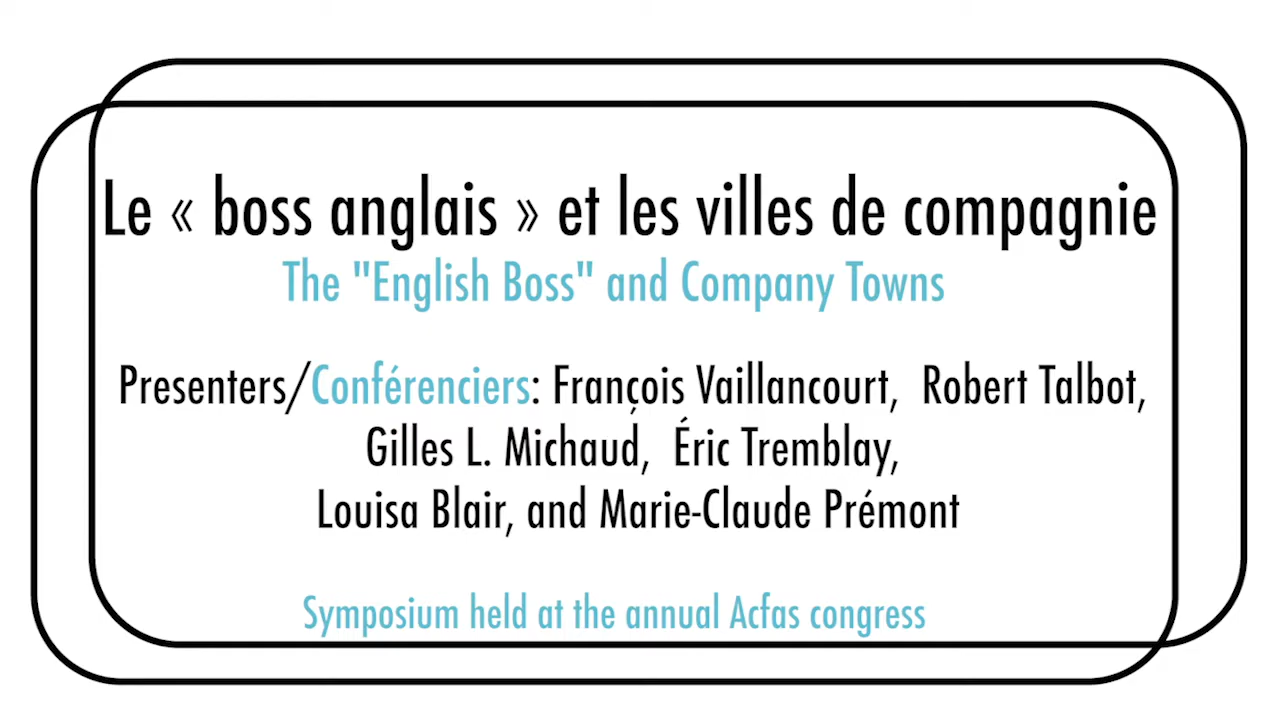 Le « boss anglais » et les villes de compagnie
The "English Boss" and Company Towns
Presenters/Conférenciers: François Vaillancourt, Robert Talbot,
Gilles L. Michaud, Éric Tremblay,
Louisa Blair, and Marie-Claude Prémont
Symposium held at the annual Acfas congress